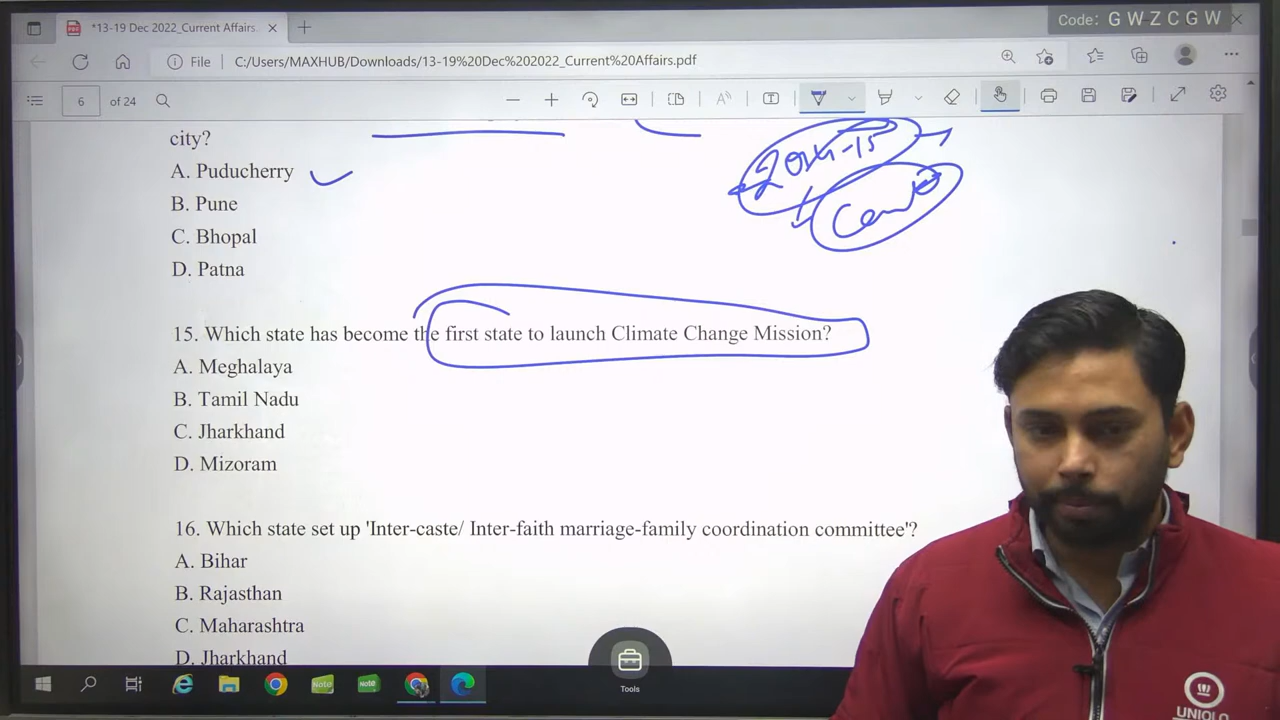 *13-19 Dec 2022_Current Affairs.
Code: G W Z C G W
File C:/Users/MAXHUB/Downloads/13-19%20Dec%202022_Current%20Affairs.pdf
6 of 24
city?
A. Puducherry
B. Pune
C. Bhopal
D. Patna
2014-15
15. Which state has become the first state to launch Climate Change Mission?
A. Meghalaya
B. Tamil Nadu
C. Jharkhand
D. Mizoram
16. Which state set up 'Inter-caste/ Inter-faith marriage-family coordination committee'?
A. Bihar
B. Rajasthan
C. Maharashtra
D. Jharkhand
Tools
Note
Note
UNIQLO